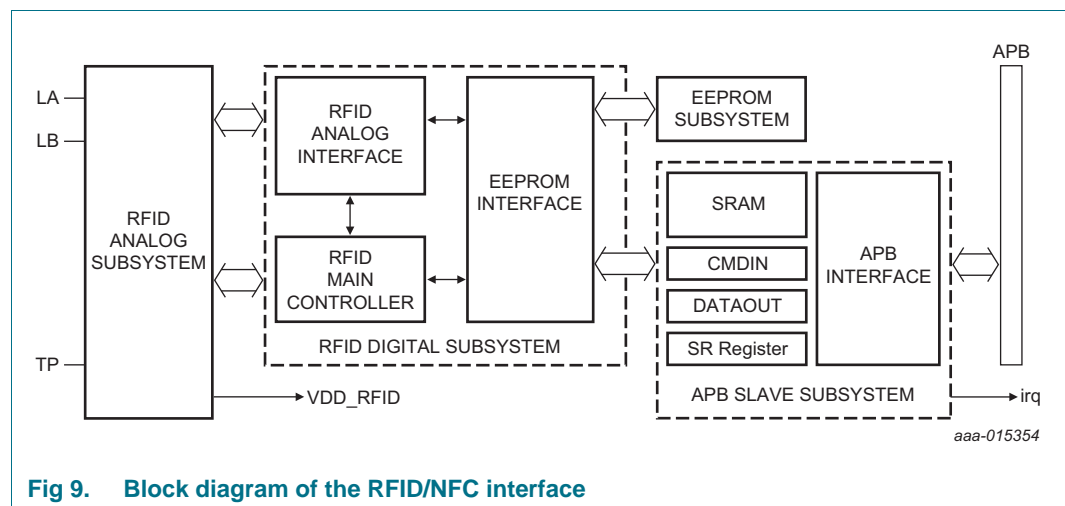 APB
LA
LB
TP
RFID
ANALOG
SUBSYSTEM
RFID
ANALOG
INTERFACE
RFID
MAIN
CONTROLLER
EEPROM
INTERFACE
RFID DIGITAL SUBSYSTEM
VDD_RFID
EEPROM
SUBSYSTEM
SRAM
CMDIN
DATAOUT
SR Register
APB
INTERFACE
APB SLAVE SUBSYSTEM
irq
aaa-015354
Fig 9. Block diagram of the RFID/NFC interface